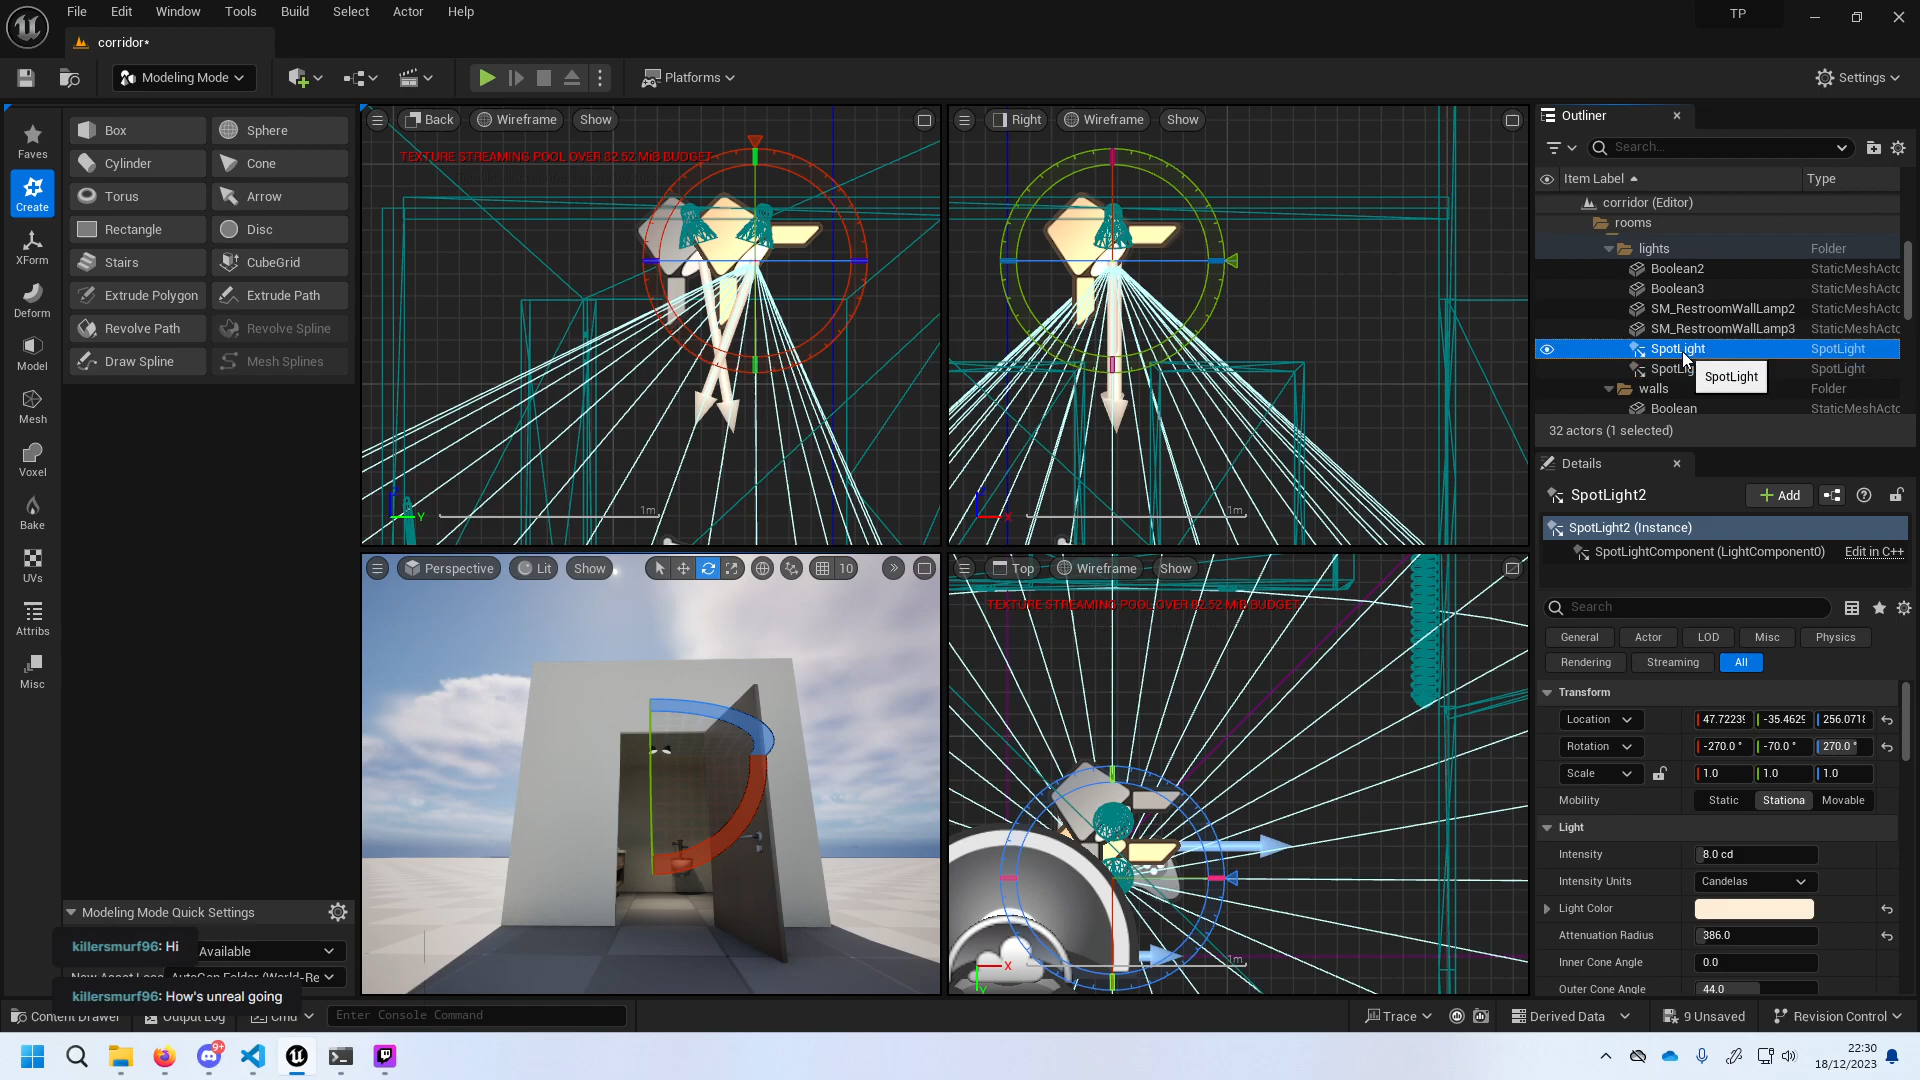 File Edit Window Tools Build Select Actor Help
TP
corridor*
Modeling Mode
Platforms
Settings
Faves
Create
XForm
Deform
Model
Mesh
Voxel
Bake
UVs
Attribs
Misc
Box Sphere
Cylinder Cone
Torus Arrow
Rectangle Disc
Stairs CubeGrid
Extrude Polygon Extrude Path
Revolve Path Revolve Spline
Draw Spline Mesh Splines
Modeling Mode Quick Settings
Available
killersmurf96: Hi
killersmurf96: How's unreal going
Back Wireframe Show
TEXTURE STREAMING POOL OVER 82.52 MiB BUDGET
Y
1m
Right Wireframe Show
X
1m
Perspective Lit Show 10
Top Wireframe Show
TEXTURE STREAMING POOL OVER 82.52 MiB BUDGET
X
Y
1m
Outliner
Search...
Item Label Type
corridor (Editor)
rooms
lights Folder
Boolean2 StaticMeshActo
Boolean3 StaticMeshActo
SM_RestroomWallLamp2 StaticMeshActo
SM_RestroomWallLamp3 StaticMeshActo
SpotLight SpotLight
SpotLig SpotLight
SpotLight
walls Folder
Boolean StaticMeshActo
32 actors (1 selected)
Details
SpotLight2
Add
SpotLight2 (Instance)
SpotLightComponent (LightComponent0) Edit in C++
Search
General Actor LOD Misc Physics
Rendering Streaming All
Transform
Location 47.72239 -35.4629 256.0718
Rotation -270.0 ° -70.0 ° 270.0 °
Scale 1.0 1.0 1.0
Mobility Static Stationa Movable
Light
Intensity 8.0 cd
Intensity Units Candelas
Light Color
Attenuation Radius 386.0
Inner Cone Angle 0.0
Outer Cone Angle 44.0
Content Drawer Output Log Cmd Enter Console Command
Trace Derived Data 9 Unsaved Revision Control
9+
22:30
18/12/2023